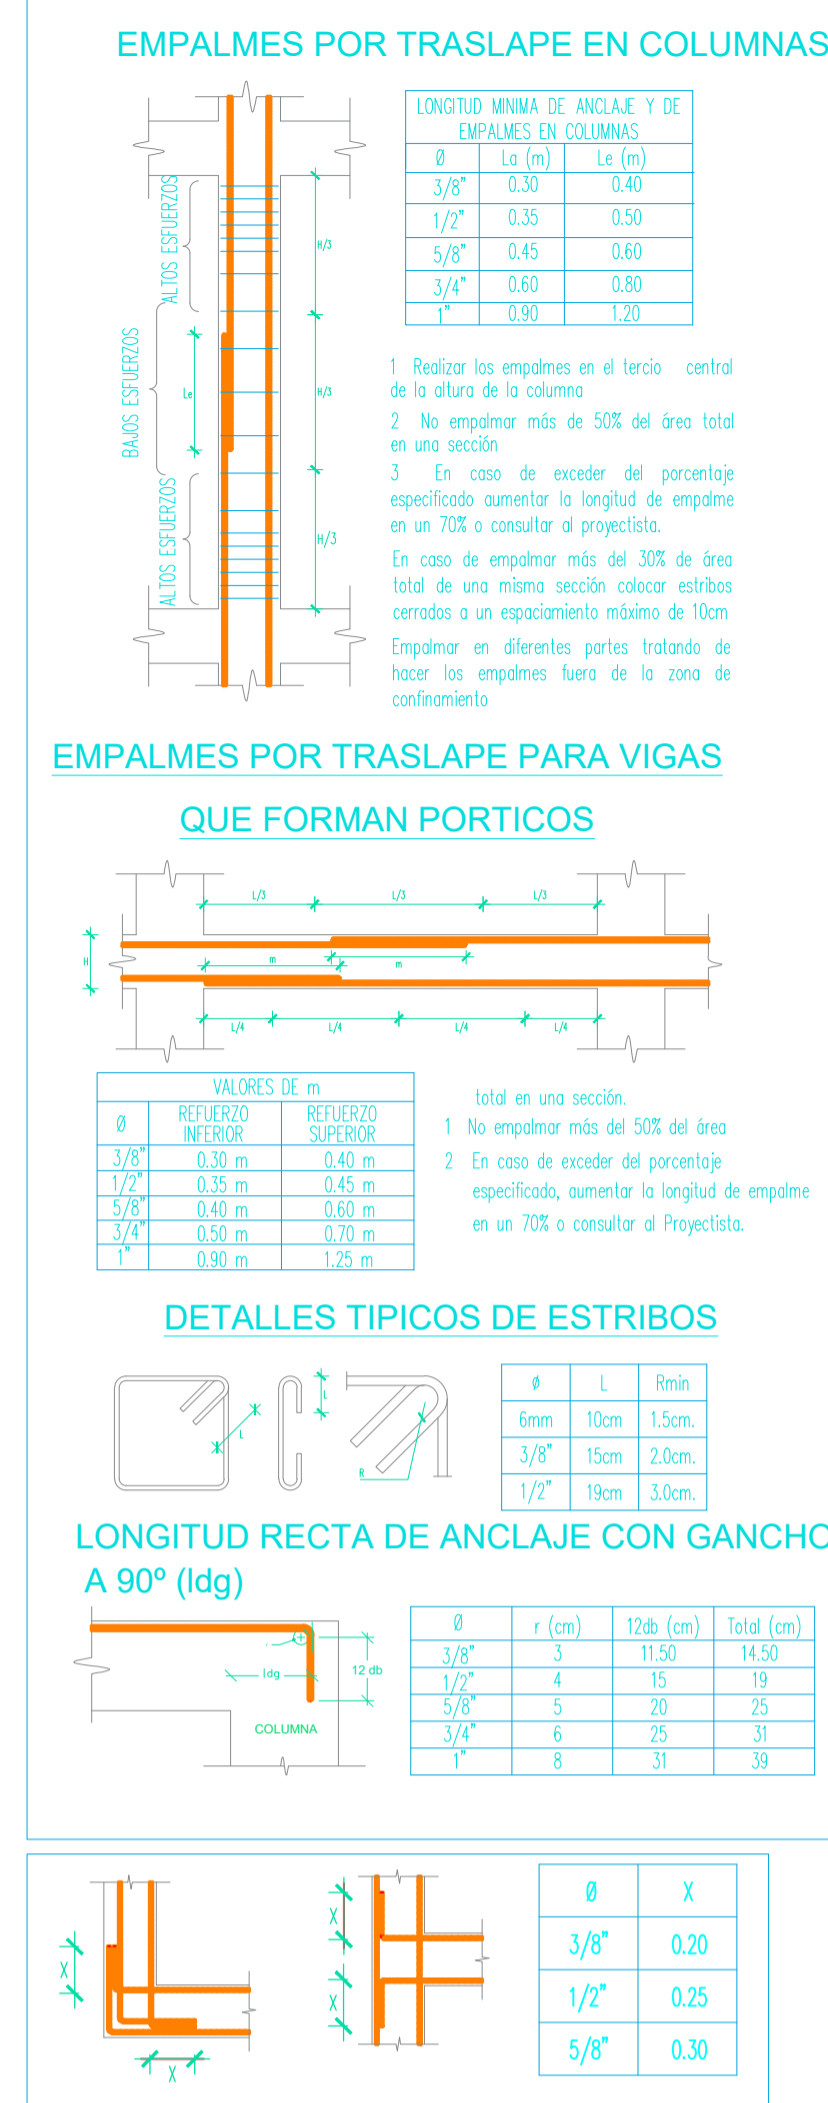 EMPALMES POR TRASLAPE EN COLUMNAS
LONGITUD MINIMA DE ANCLAJE Y DE
EMPALMES EN COLUMNAS
Ø La (m) Le (m)
3/8" 0.30 0.40
1/2" 0.35 0.50
5/8" 0.45 0.60
3/4" 0.60 0.80
1" 0.90 1.20
ALTOS ESFUERZOS
BAJOS ESFUERZOS
ALTOS ESFUERZOS
Le
H/3
H/3
H/3
1 Realizar los empalmes en el tercio central
de la altura de la columna
2 No empalmar más de 50% del área total
en una sección
3 En caso de exceder del porcentaje
especificado aumentar la longitud de empalme
en un 70% o consultar al proyectista.
En caso de empalmar más del 30% de área
total de una misma sección colocar estribos
cerrados a un espaciamiento máximo de 10cm
Empalmar en diferentes partes tratando de
hacer los empalmes fuera de la zona de
confinamiento
EMPALMES POR TRASLAPE PARA VIGAS
QUE FORMAN PORTICOS
L/3 L/3 L/3
H
m
m
L/4 L/4 L/4 L/4
VALORES DE m
Ø REFUERZO INFERIOR REFUERZO SUPERIOR
3/8" 0.30 m 0.40 m
1/2" 0.35 m 0.45 m
5/8" 0.40 m 0.60 m
3/4" 0.50 m 0.70 m
1" 0.90 m 1.25 m
total en una sección.
1 No empalmar más del 50% del área
2 En caso de exceder del porcentaje
especificado, aumentar la longitud de empalme
en un 70% o consultar al Proyectista.
DETALLES TIPICOS DE ESTRIBOS
L
L
R
Ø L Rmin
6mm 10cm 1.5cm.
3/8" 15cm 2.0cm.
1/2" 19cm 3.0cm.
LONGITUD RECTA DE ANCLAJE CON GANCHO
A 90º (ldg)
ldg
12 db
COLUMNA
Ø r (cm) 12db (cm) Total (cm)
3/8" 3 11.50 14.50
1/2" 4 15 19
5/8" 5 20 25
3/4" 6 25 31
1" 8 31 39
X
X
X
X
Ø X
3/8" 0.20
1/2" 0.25
5/8" 0.30